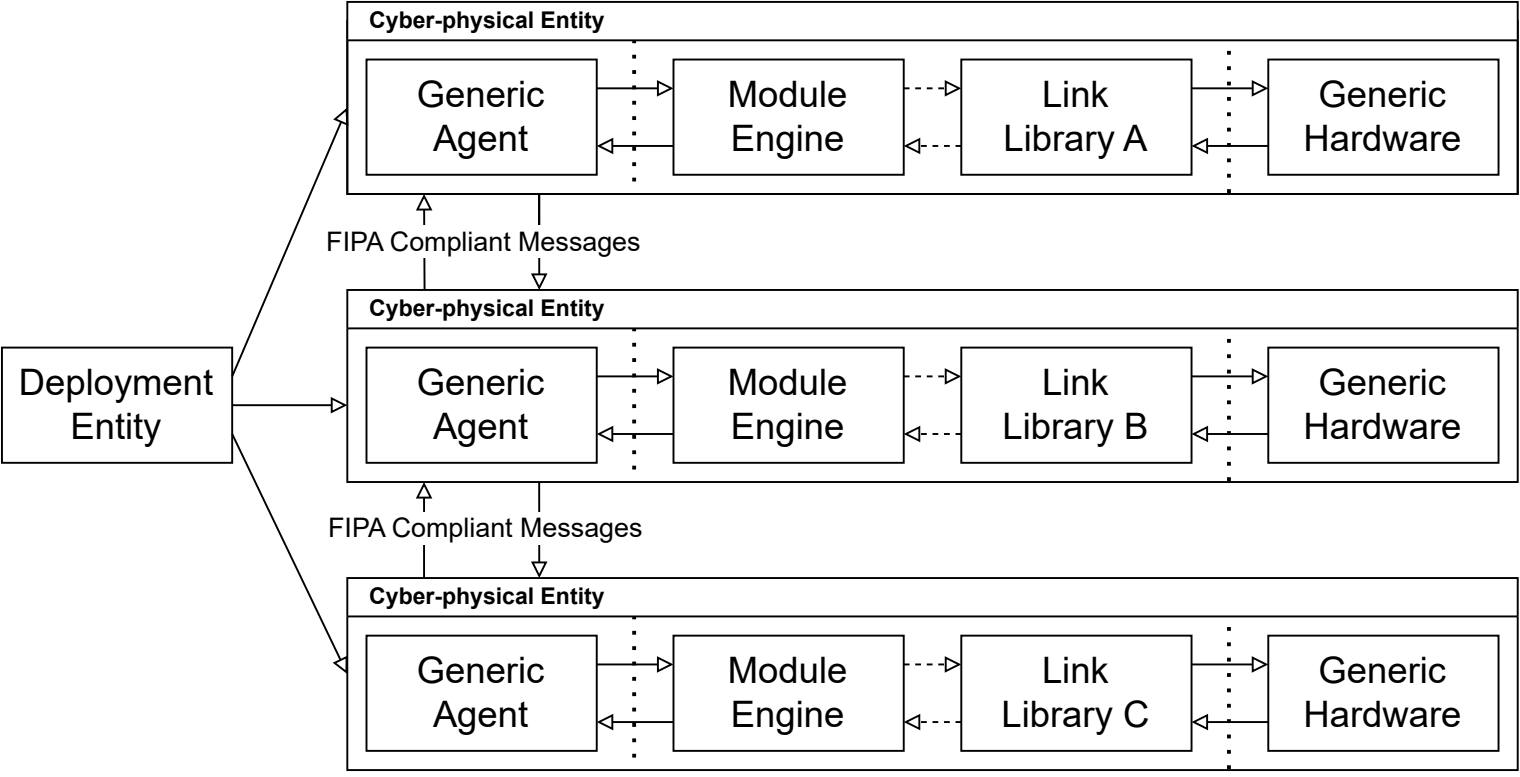 Cyber-physical Entity
Generic
Agent
Module
Engine
Link
Library A
Generic
Hardware
FIPA Compliant Messages
Cyber-physical Entity
Deployment
Entity
Generic
Agent
Module
Engine
Link
Library B
Generic
Hardware
FIPA Compliant Messages
Cyber-physical Entity
Generic
Agent
Module
Engine
Link
Library C
Generic
Hardware